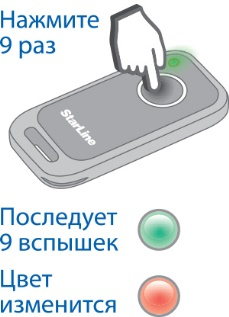 Нажмите
9 раз
StarLine
Последует
9 вспышек
Цвет
изменится